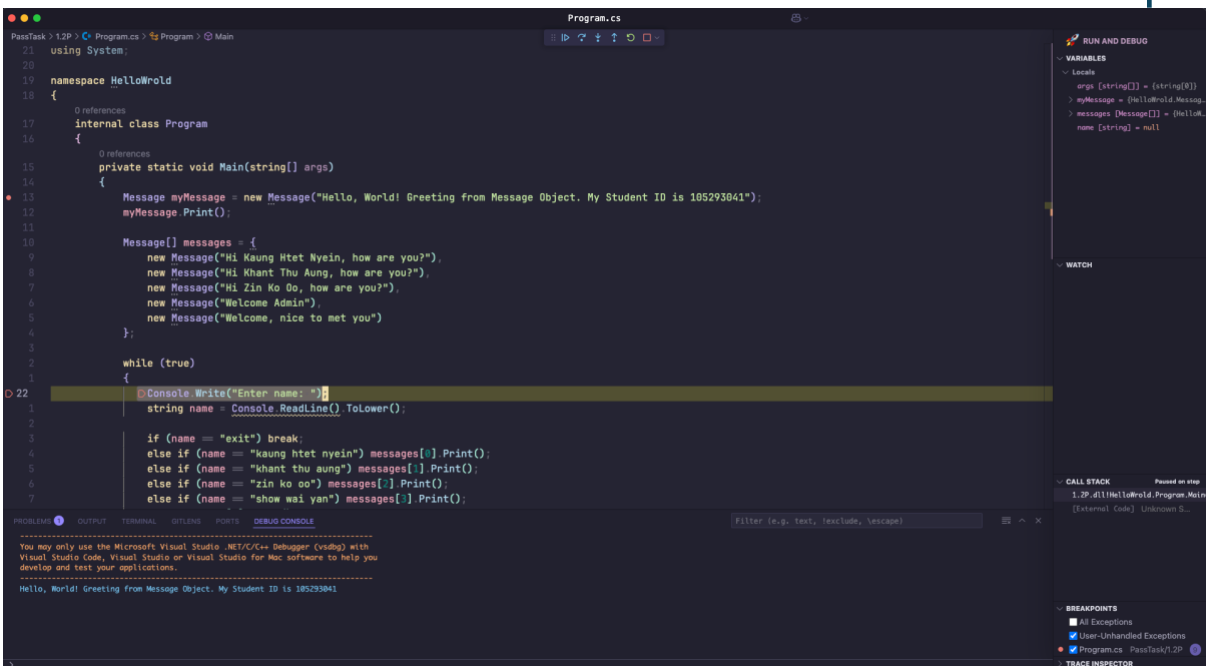 Program.cs
PassTask > 1.2P > Program.cs > Program > Main
21 using System;
20
19 namespace HelloWrold
18 {
0 references
17 internal class Program
16 {
0 references
15 private static void Main(string[] args)
14 {
13 Message myMessage = new Message("Hello, World! Greeting from Message Object. My Student ID is 105293041");
12 myMessage.Print();
11
10 Message[] messages = {
9 new Message("Hi Kaung Htet Nyein, how are you?"),
8 new Message("Hi Khant Thu Aung, how are you?"),
7 new Message("Hi Zin Ko Oo, how are you?"),
6 new Message("Welcome Admin"),
5 new Message("Welcome, nice to met you")
4 };
3
2 while (true)
1 {
22 Console.Write("Enter name: ");
1 string name = Console.ReadLine().ToLower();
2
3 if (name == "exit") break;
4 else if (name == "kaung htet nyein") messages[0].Print();
5 else if (name == "khant thu aung") messages[1].Print();
6 else if (name == "zin ko oo") messages[2].Print();
7 else if (name == "show wai yan") messages[3].Print();
PROBLEMS 1 OUTPUT TERMINAL GITLENS PORTS DEBUG CONSOLE
Filter (e.g. text, !exclude, \escape)
You may only use the Microsoft Visual Studio .NET/C/C++ Debugger (vsdbg) with
Visual Studio Code, Visual Studio or Visual Studio for Mac software to help you
develop and test your applications.
Hello, World! Greeting from Message Object. My Student ID is 105293041
RUN AND DEBUG
VARIABLES
Locals
args [string[]] = {string[0]}
myMessage = {HelloWrold.Messag…
messages [Message[]] = {HelloW…
name [string] = null
WATCH
CALL STACK Paused on step
1.2P.dll!HelloWrold.Program.Main
[External Code] Unknown S…
BREAKPOINTS
All Exceptions
User-Unhandled Exceptions
Program.cs PassTask/1.2P
TRACE INSPECTOR